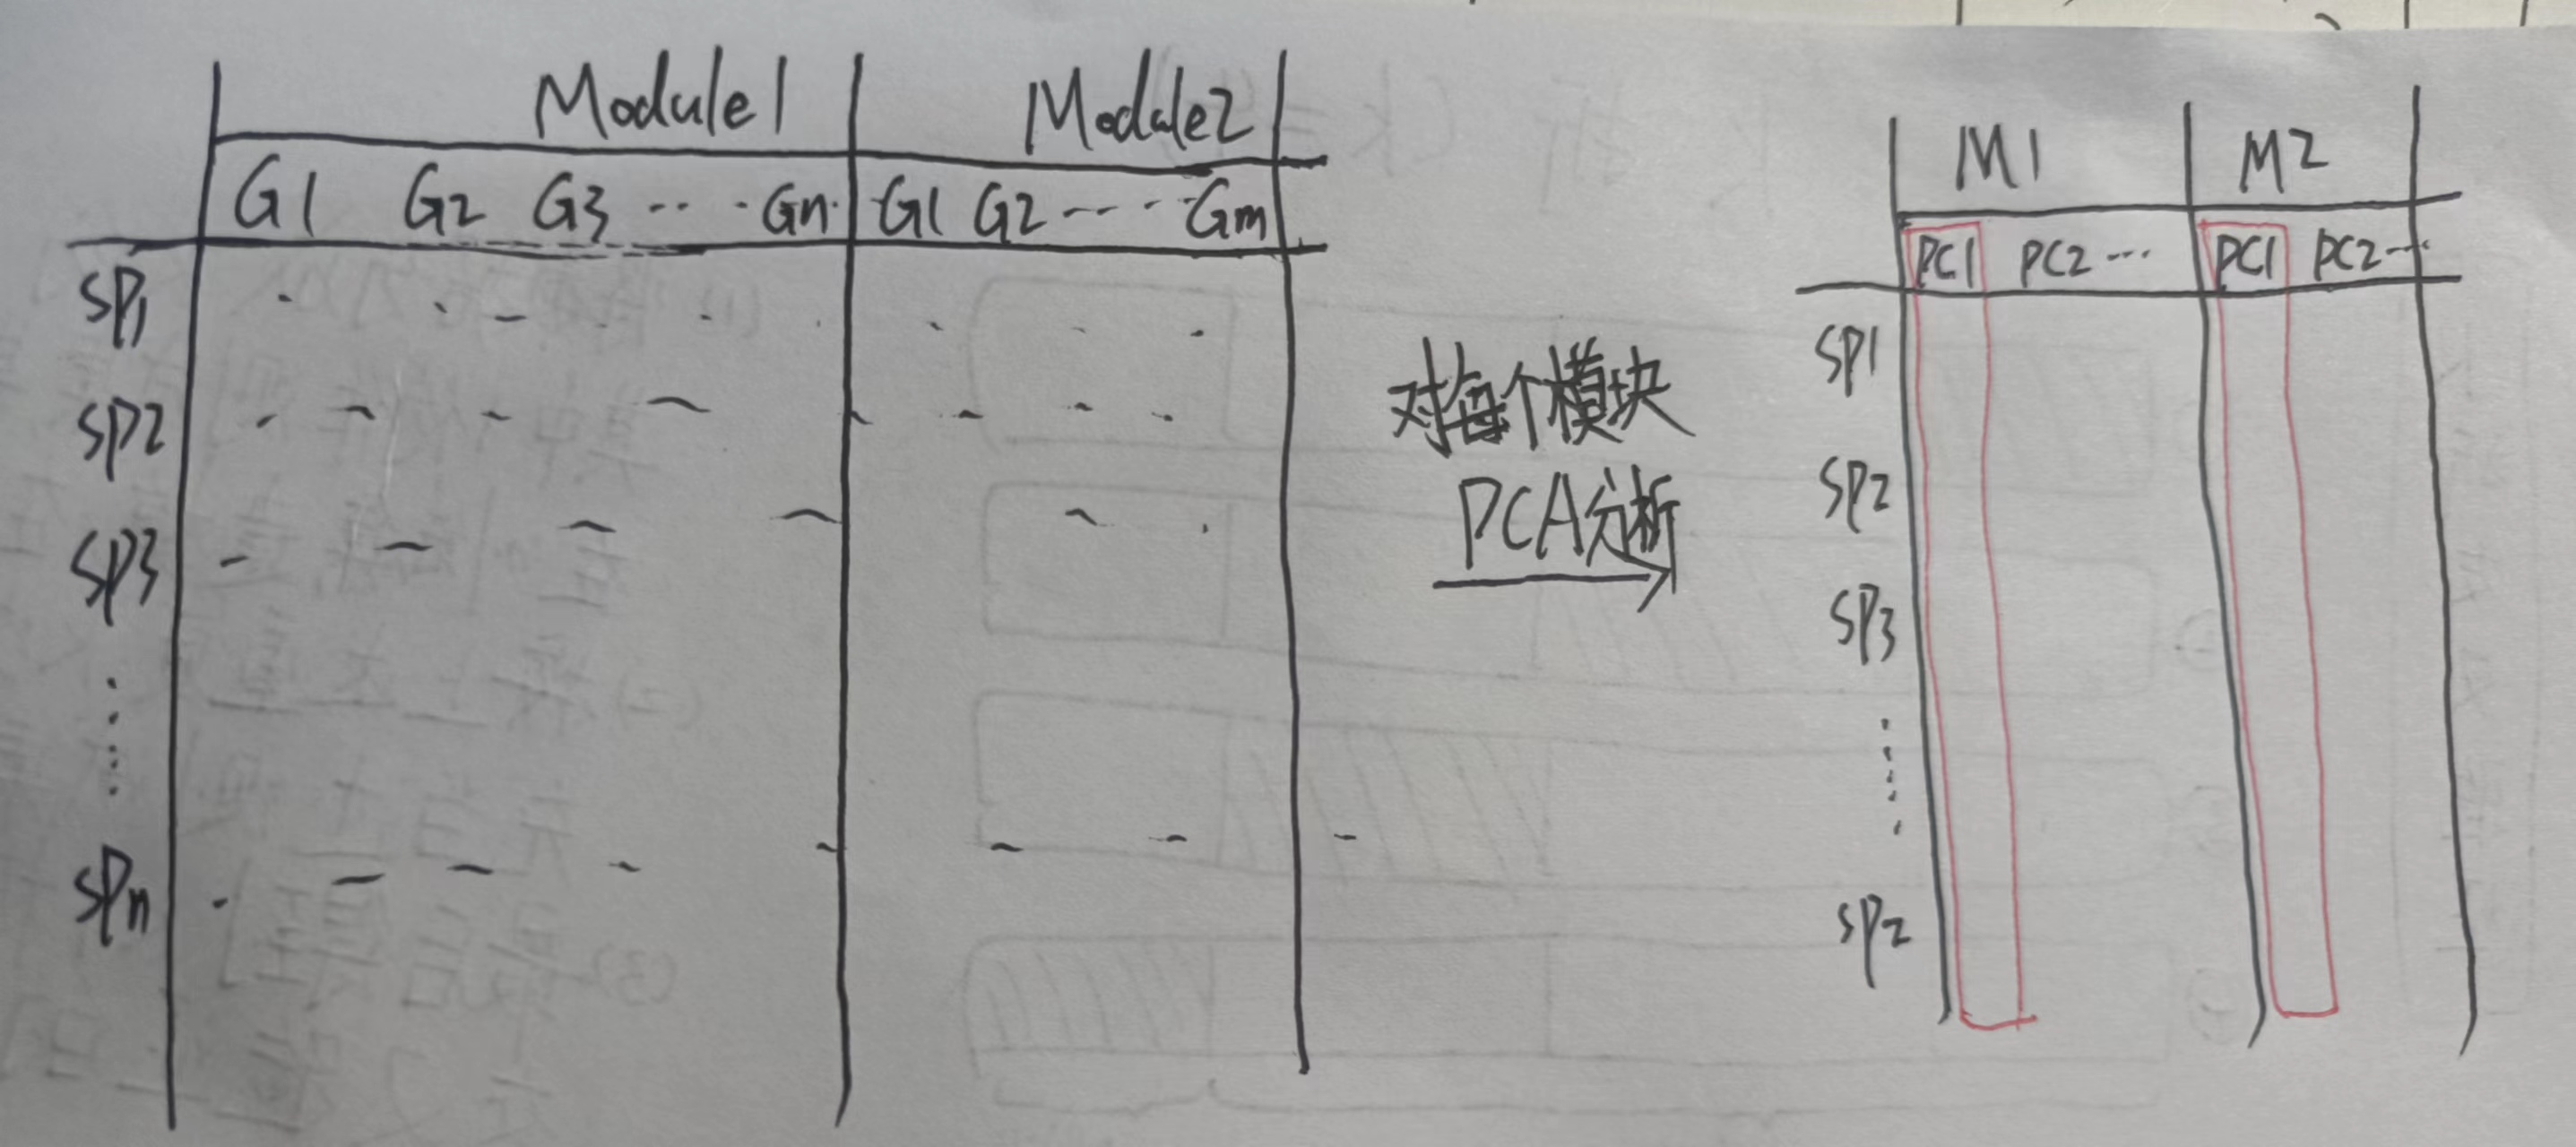 Module1 Module2
G1 G2 G3 ... Gn G1 G2 ---- Gm
SP1
SP2
SP3
SPn
对每个模块
PCA分析
M1 M2
PC1 PC2 ... PC1 PC2 ...
SP1
SP2
SP3
SP2